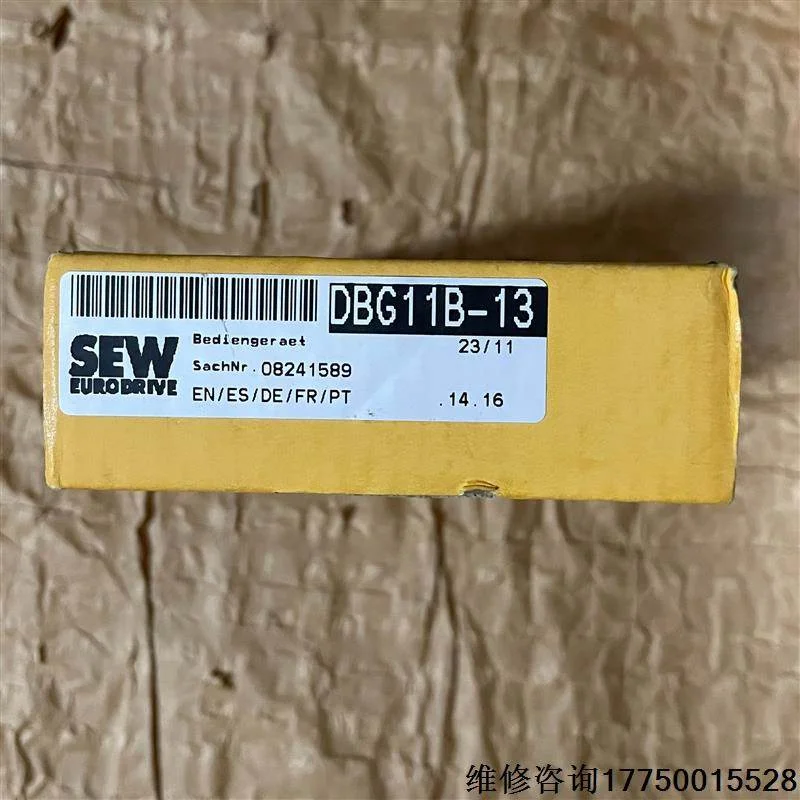 DBG11B-13
SEW
EURODRIVE
Bediengeraet
23/11
SachNr. 08241589
EN/ES/DE/FR/PT
.14.16
维修咨询17750015528